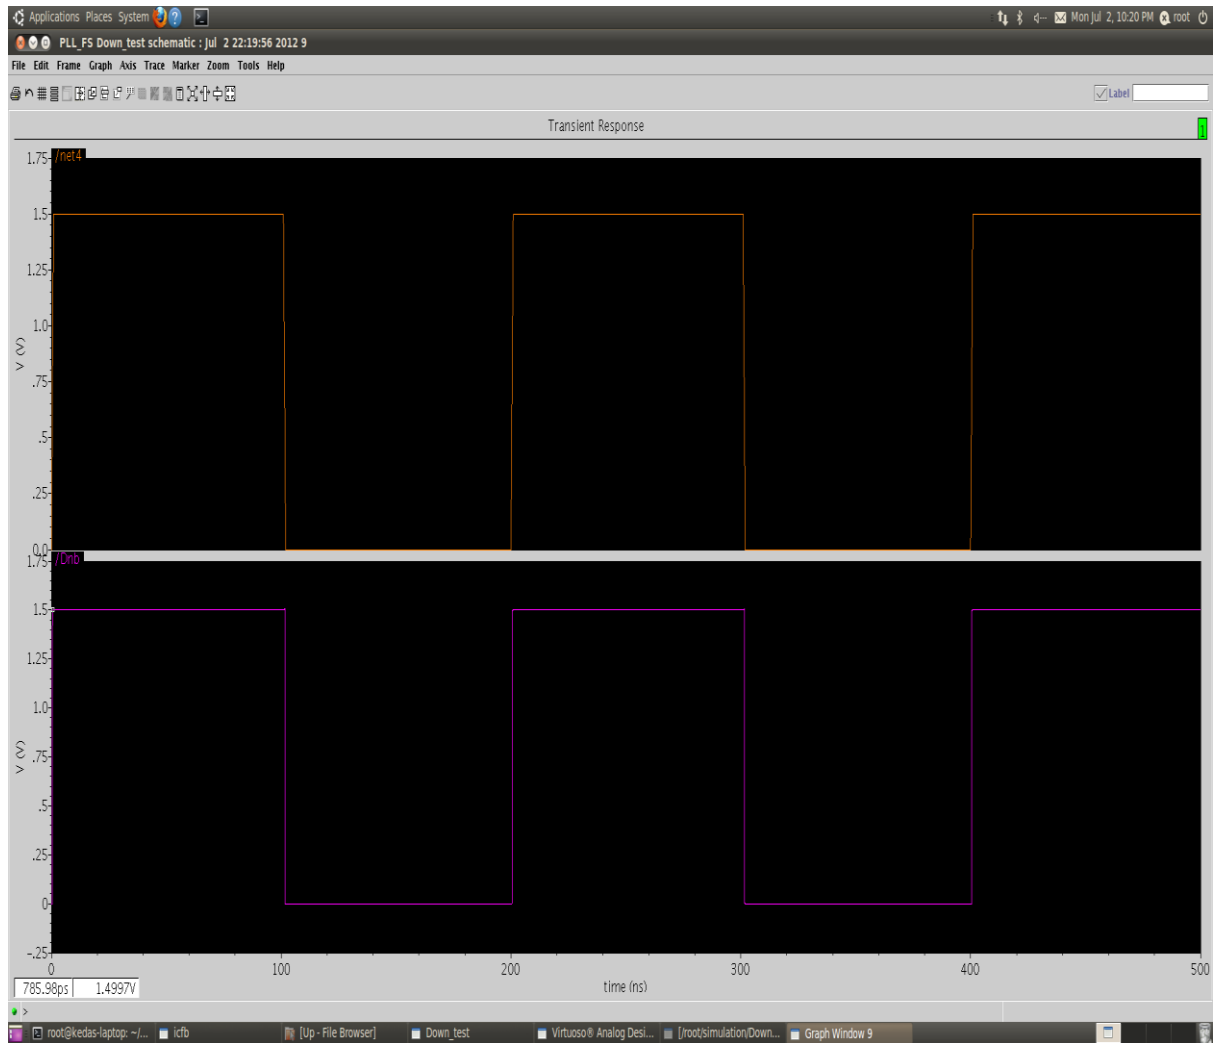 Applications Places System Mon Jul 2, 10:20 PM root
PLL_FS Down_test schematic : Jul 2 22:19:56 2012 9
File Edit Frame Graph Axis Trace Marker Zoom Tools Help
Label
Transient Response
1
1.75
/net4
1.5
1.25
1.0
V (V)
.75
.5
.25
0.0
1.75
/Dnb
1.5
1.25
1.0
V (V)
.75
.5
.25
0
-.25
0 100 200 300 400 500
time (ns)
785.98ps 1.4997V
>
root@kedas-laptop: ~/... icfb [Up - File Browser] Down_test Virtuoso® Analog Desi... [/root/simulation/Down... Graph Window 9